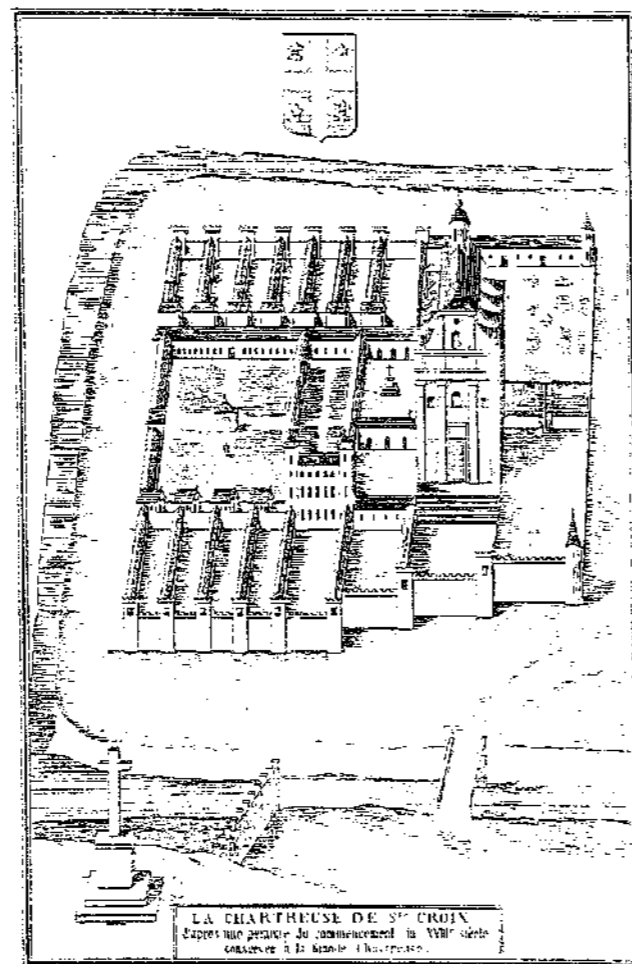 LA CHARTREUSE DE Ste CROIX
d'après une peinture du commencement du XVIIIe siècle
conservée à la Grande Chartreuse.